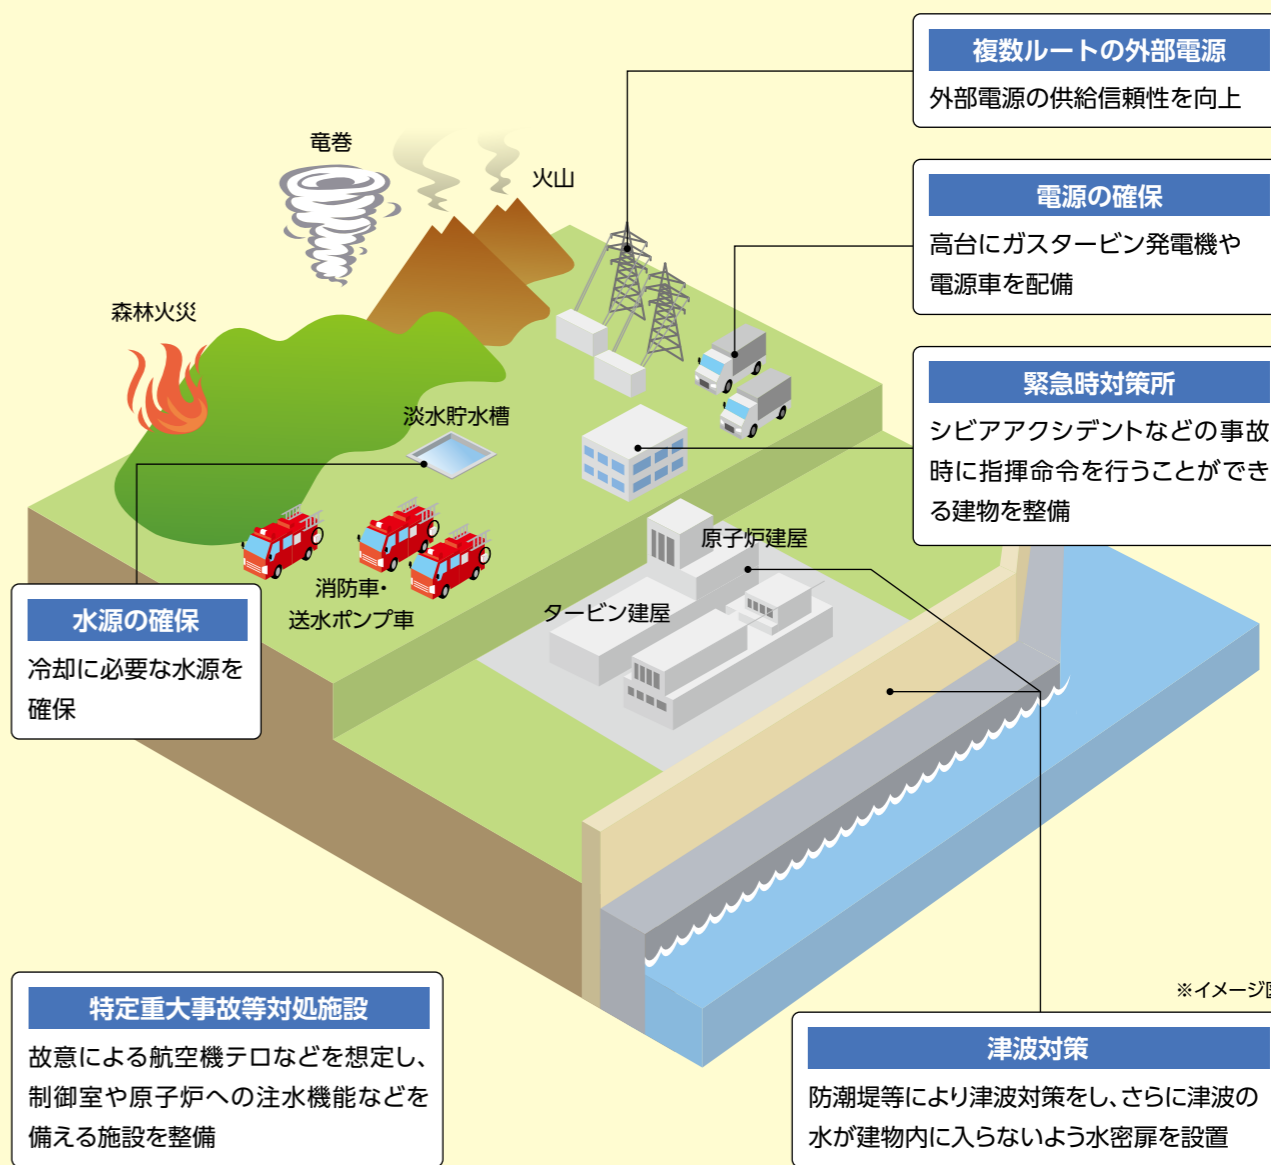 複数ルートの外部電源
外部電源の供給信頼性を向上
竜巻
火山
電源の確保
高台にガスタービン発電機や
電源車を配備
森林火災
緊急時対策所
シビアアクシデントなどの事故
時に指揮命令を行うことができ
る建物を整備
淡水貯水槽
原子炉建屋
消防車・
送水ポンプ車
タービン建屋
水源の確保
冷却に必要な水源を
確保
※イメージ図
特定重大事故等対処施設
故意による航空機テロなどを想定し、
制御室や原子炉への注水機能などを
備える施設を整備
津波対策
防潮堤等により津波対策をし、さらに津波の
水が建物内に入らないよう水密扉を設置